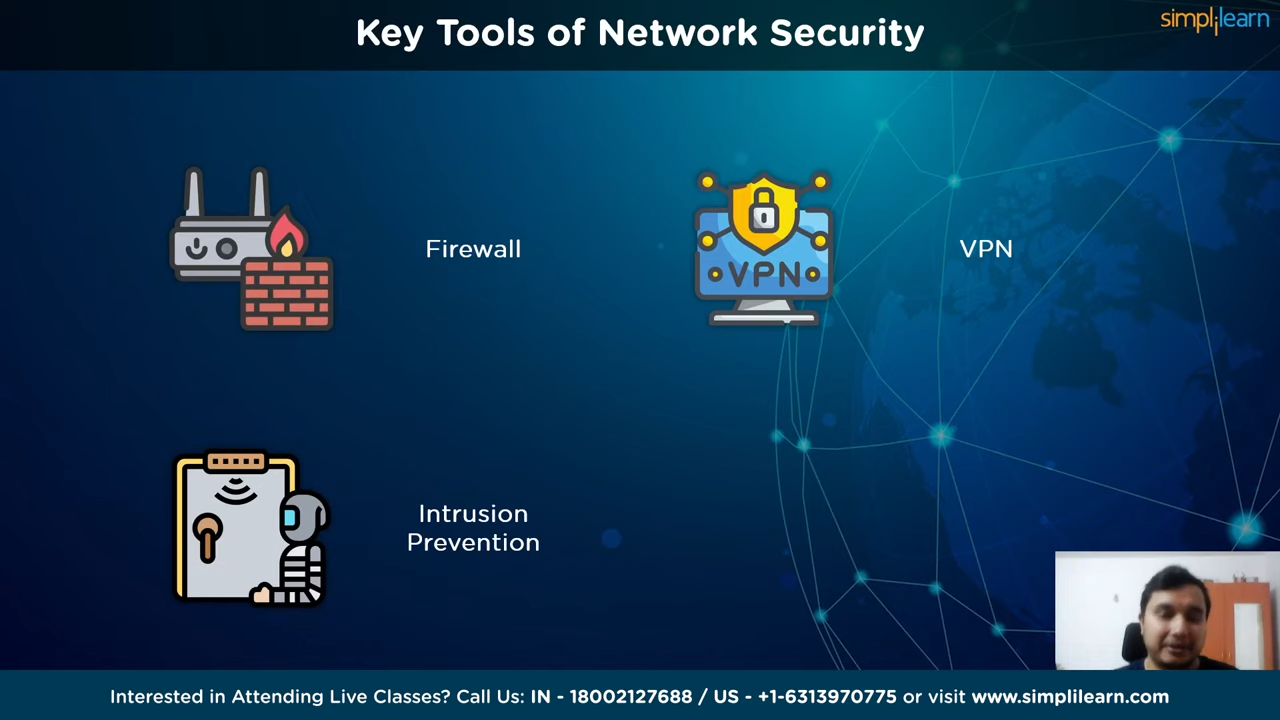 Key Tools of Network Security
simplilearn
Firewall
VPN
VPN
Intrusion
Prevention
Interested in Attending Live Classes? Call Us: IN - 18002127688 / US - +1-6313970775 or visit www.simplilearn.com